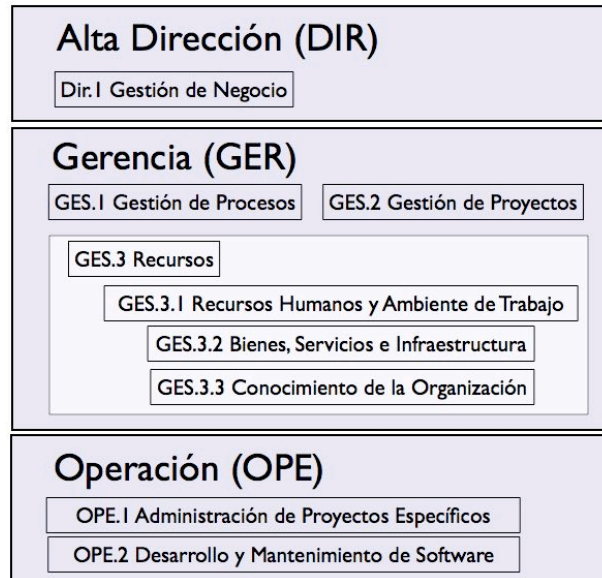 Alta Dirección (DIR)
Dir.1 Gestión de Negocio
Gerencia (GER)
GES.1 Gestión de Procesos
GES.2 Gestión de Proyectos
GES.3 Recursos
GES.3.1 Recursos Humanos y Ambiente de Trabajo
GES.3.2 Bienes, Servicios e Infraestructura
GES.3.3 Conocimiento de la Organización
Operación (OPE)
OPE.1 Administración de Proyectos Específicos
OPE.2 Desarrollo y Mantenimiento de Software